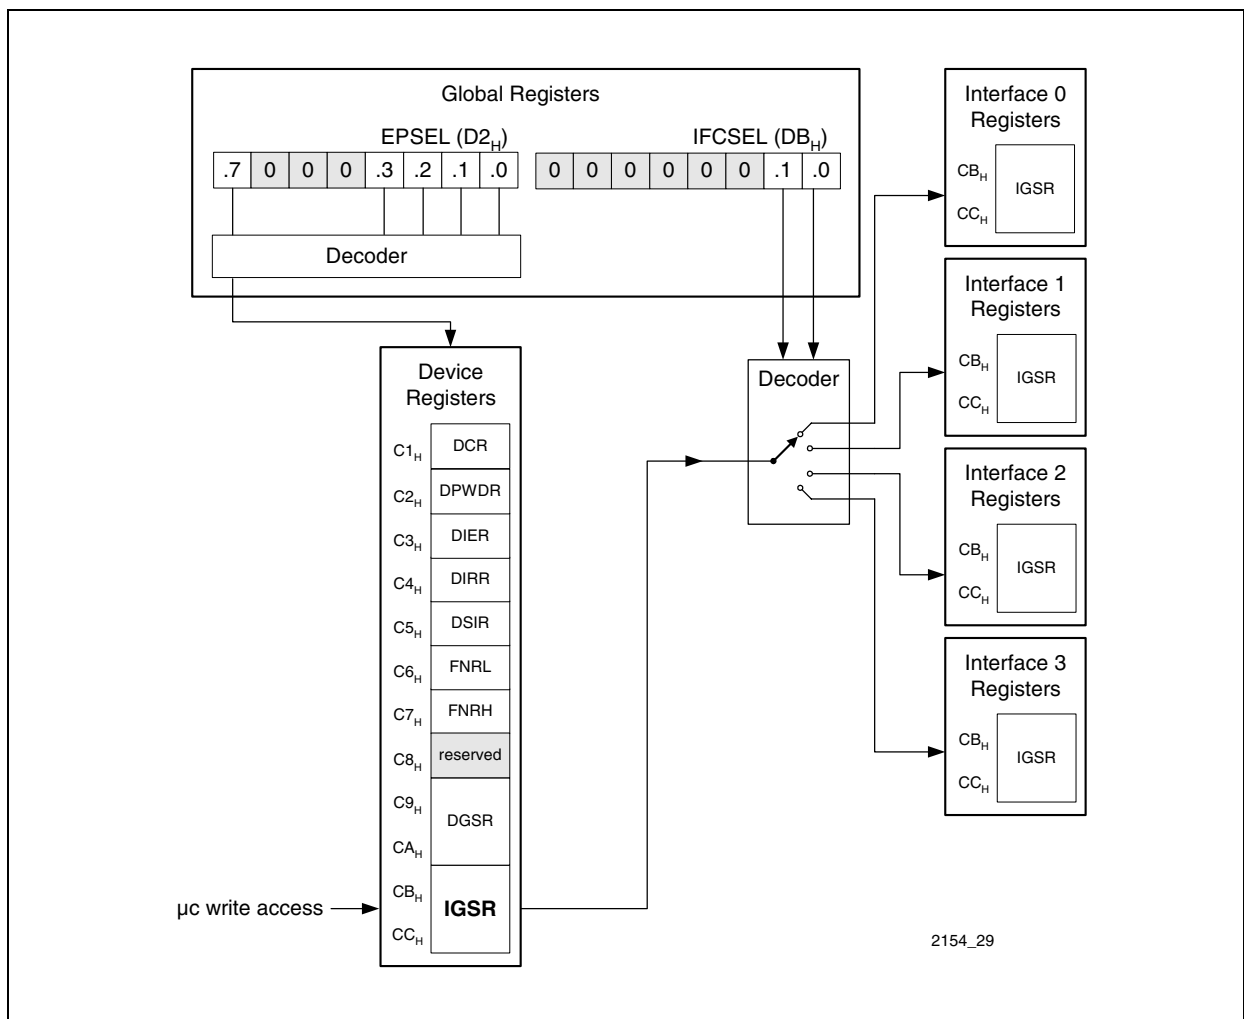 Global Registers
EPSEL (D2H)
.7 0 0 0 .3 .2 .1 .0
IFCSEL (DBH)
0 0 0 0 0 0 .1 .0
Decoder
Device
Registers
C1H DCR
C2H DPWDR
C3H DIER
C4H DIRR
C5H DSIR
C6H FNRL
C7H FNRH
C8H reserved
C9H
DGSR
CAH
CBH
IGSR
CCH
µc write access
Decoder
Interface 0
Registers
CBH
IGSR
CCH
Interface 1
Registers
CBH
IGSR
CCH
Interface 2
Registers
CBH
IGSR
CCH
Interface 3
Registers
CBH
IGSR
CCH
2154_29